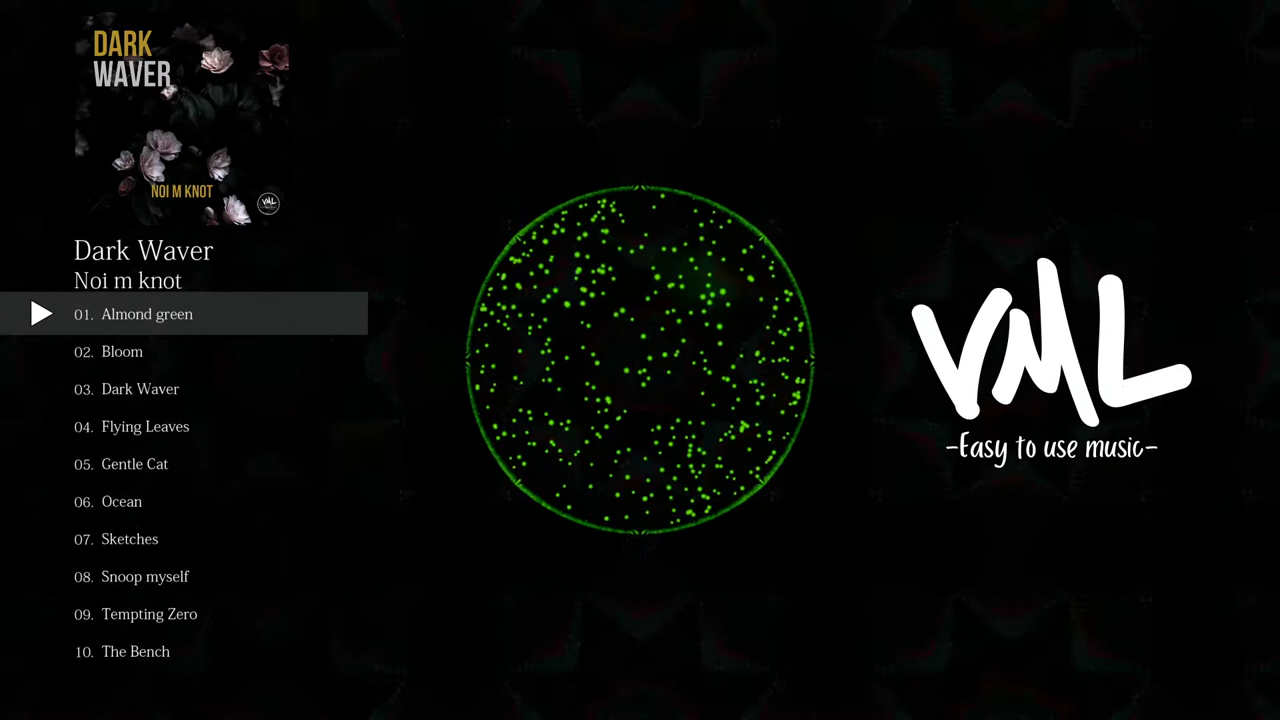 DARK
WAVER
NOI M KNOT
VML
Dark Waver
Noi m knot
01. Almond green
02. Bloom
03. Dark Waver
04. Flying Leaves
05. Gentle Cat
06. Ocean
07. Sketches
08. Snoop myself
09. Tempting Zero
10. The Bench
VML
-Easy to use music-